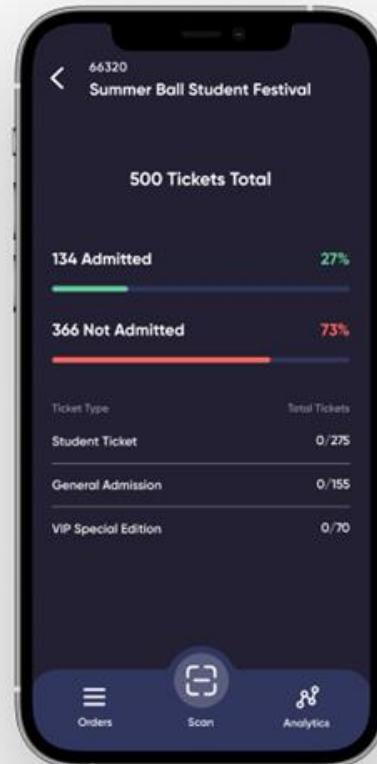 66320
Summer Ball Student Festival
500 Tickets Total
134 Admitted 27%
366 Not Admitted 73%
Ticket Type Total Tickets
Student Ticket 0/275
General Admission 0/155
VIP Special Edition 0/70
Orders Scan Analytics